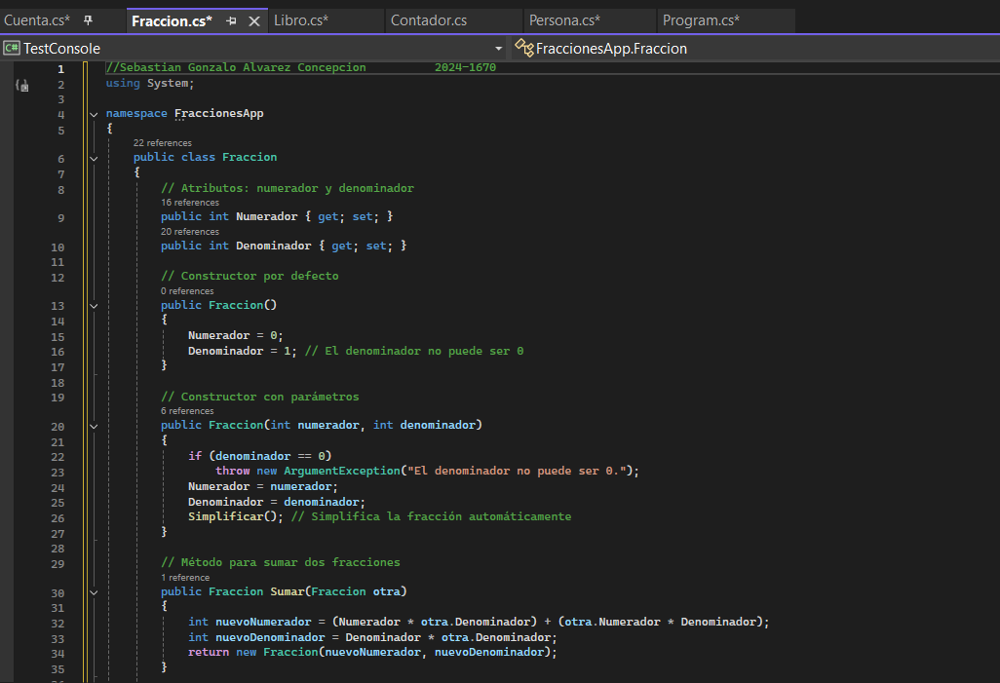 Cuenta.cs*  Fraccion.cs*  Libro.cs*  Contador.cs  Persona.cs*  Program.cs*
C# TestConsole  FraccionesApp.Fraccion
1 //Sebastian Gonzalo Alvarez Concepcion          2024-1670
2 using System;
3
4 namespace FraccionesApp
5 {
22 references
6     public class Fraccion
7     {
8         // Atributos: numerador y denominador
16 references
9         public int Numerador { get; set; }
20 references
10         public int Denominador { get; set; }
11
12         // Constructor por defecto
0 references
13         public Fraccion()
14         {
15             Numerador = 0;
16             Denominador = 1; // El denominador no puede ser 0
17         }
18
19         // Constructor con parámetros
6 references
20         public Fraccion(int numerador, int denominador)
21         {
22             if (denominador == 0)
23                 throw new ArgumentException("El denominador no puede ser 0.");
24             Numerador = numerador;
25             Denominador = denominador;
26             Simplificar(); // Simplifica la fracción automáticamente
27         }
28
29         // Método para sumar dos fracciones
1 reference
30         public Fraccion Sumar(Fraccion otra)
31         {
32             int nuevoNumerador = (Numerador * otra.Denominador) + (otra.Numerador * Denominador);
33             int nuevoDenominador = Denominador * otra.Denominador;
34             return new Fraccion(nuevoNumerador, nuevoDenominador);
35         }